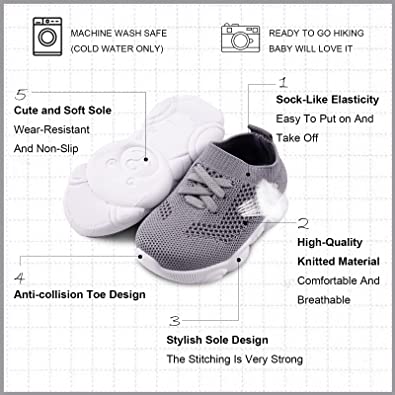 MACHINE WASH SAFE
(COLD WATER ONLY)
READY TO GO HIKING
BABY WILL LOVE IT
1
Sock-Like Elasticity
Easy To Put on And
Take Off
2
High-Quality
Knitted Material
Comfortable And
Breathable
3
Stylish Sole Design
The Stitching Is Very Strong
4
Anti-collision Toe Design
5
Cute and Soft Sole
Wear-Resistant
And Non-Slip